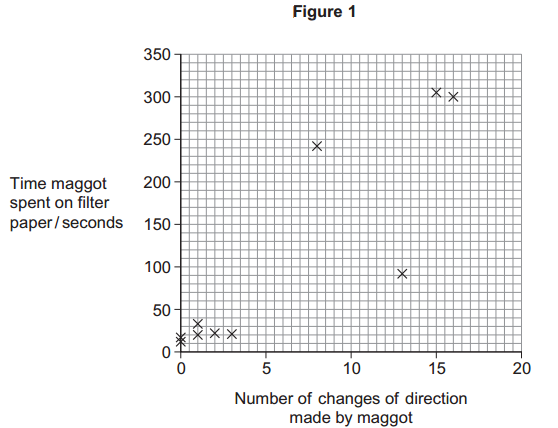 Figure 1
350
300
250
200
150
100
50
0
Time maggot
spent on filter
paper / seconds
0 5 10 15 20
Number of changes of direction
made by maggot